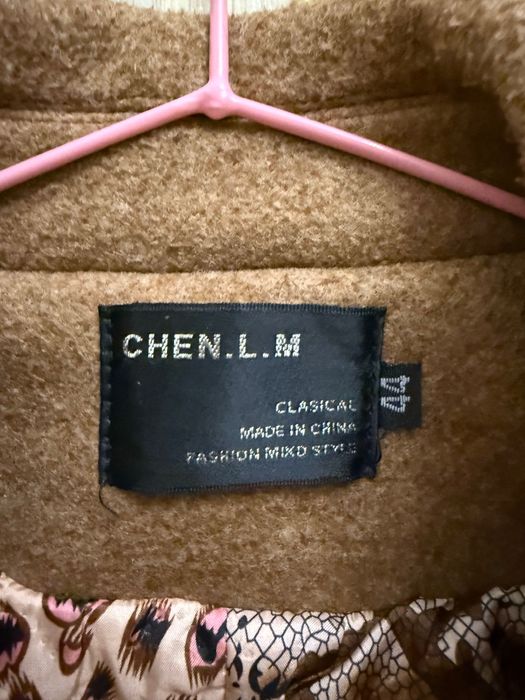 CHEN.L.M
CLASICAL
MADE IN CHINA
FASHION MIXD STYLE
44